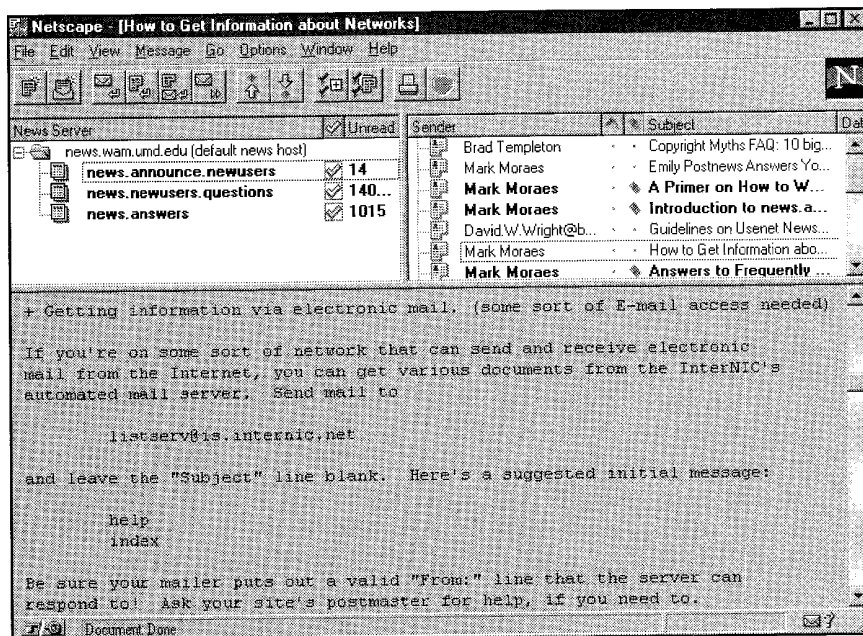 Netscape - [How to Get Information about Networks]
File Edit View Message Go Options Window Help
N
News Server Unread
news.wam.umd.edu (default news host)
news.announce.newusers 14
news.newusers.questions 140...
news.answers 1015
Sender Subject Dat
Brad Templeton Copyright Myths FAQ: 10 big...
Mark Moraes Emily Postnews Answers Yo...
Mark Moraes A Primer on How to W...
Mark Moraes Introduction to news.a...
David.W.Wright@b... Guidelines on Usenet News...
Mark Moraes How to Get Information abo...
Mark Moraes Answers to Frequently ...
+ Getting information via electronic mail. (some sort of E-mail access needed)
If you're on some sort of network that can send and receive electronic
mail from the Internet, you can get various documents from the InterNIC's
automated mail server. Send mail to
listserv@is.internic.net
and leave the "Subject" line blank. Here's a suggested initial message:
help
index
Be sure your mailer puts out a valid "From:" line that the server can
respond to! Ask your site's postmaster for help, if you need to.
Document Done
?